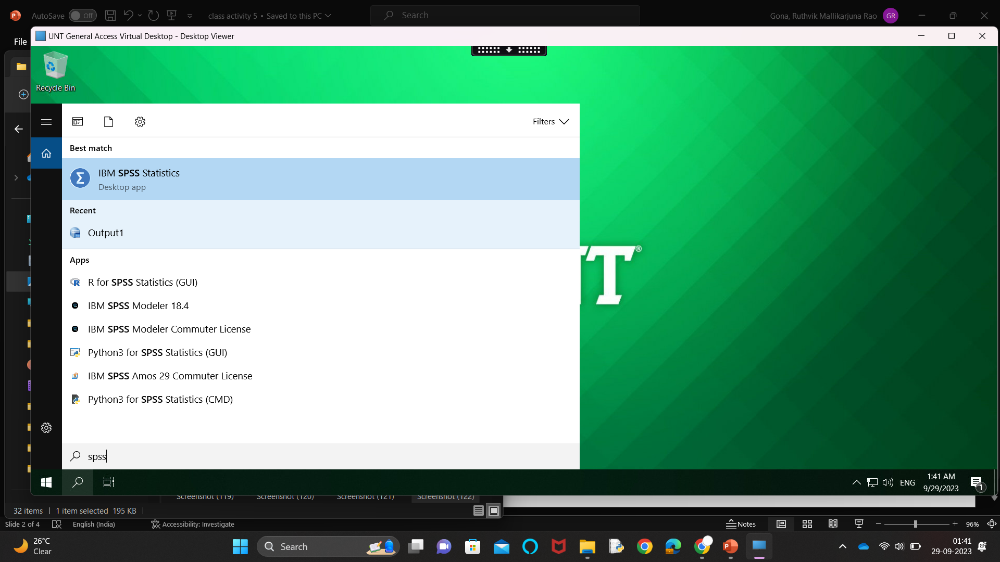 AutoSave Off class activity 5 • Saved to this PC Search Gona, Ruthvik Mallikarjuna Rao GR
File
UNT General Access Virtual Desktop - Desktop Viewer
Recycle Bin
Filters
Best match
IBM SPSS Statistics
Desktop app
Recent
Output1
Apps
R for SPSS Statistics (GUI)
IBM SPSS Modeler 18.4
IBM SPSS Modeler Commuter License
Python3 for SPSS Statistics (GUI)
IBM SPSS Amos 29 Commuter License
Python3 for SPSS Statistics (CMD)
spss
T®
ENG 1:41 AM
9/29/2023 1
Screenshot (119) Screenshot (120) Screenshot (121) Screenshot (122)
32 items 1 item selected 195 KB
Slide 2 of 4 English (India) Accessibility: Investigate Notes 96%
26°C
Clear
Search
01:41
29-09-2023